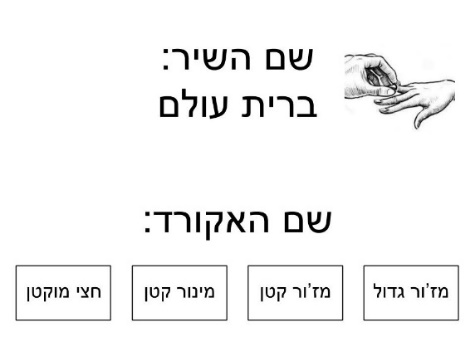 שם השיר:
ברית עולם
שם האקורד:
מז'ור גדול
מז'ור קטן
מינור קטן
חצי מוקטן